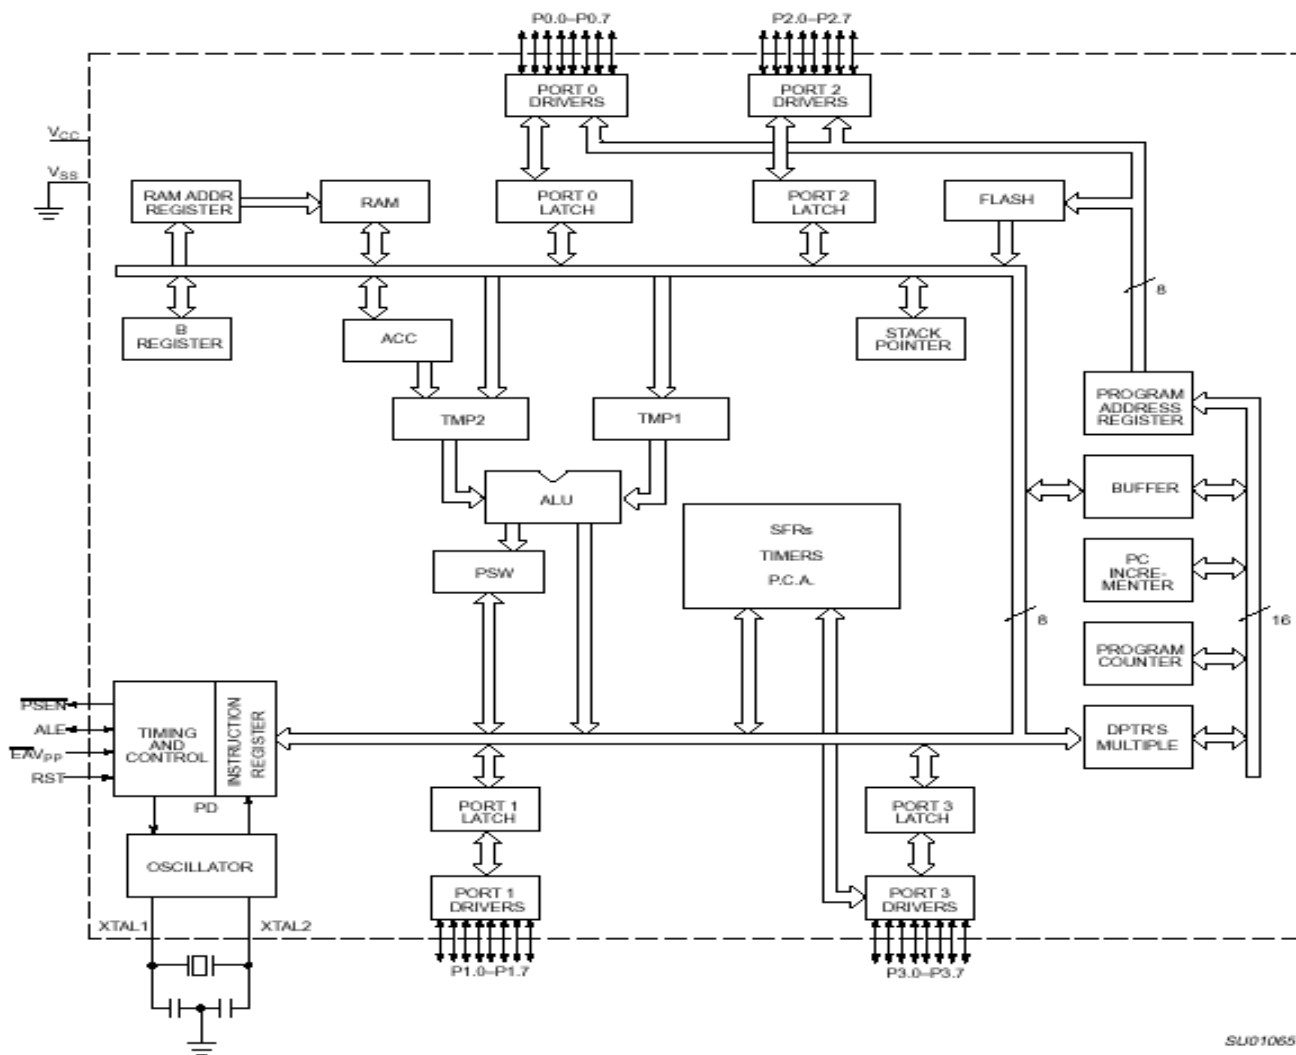 P0.0–P0.7
P2.0–P2.7
PORT 0
DRIVERS
PORT 2
DRIVERS
VCC
VSS
RAM ADDR
REGISTER
RAM
PORT 0
LATCH
PORT 2
LATCH
FLASH
8
B
REGISTER
ACC
STACK
POINTER
PROGRAM
ADDRESS
REGISTER
TMP2
TMP1
BUFFER
ALU
SFRs
TIMERS
P.C.A.
PSW
PC
INCRE-
MENTER
8
16
PROGRAM
COUNTER
PSEN
ALE
EAVPP
RST
TIMING
AND
CONTROL
INSTRUCTION
REGISTER
DPTR'S
MULTIPLE
PD
PORT 1
LATCH
PORT 3
LATCH
OSCILLATOR
PORT 1
DRIVERS
PORT 3
DRIVERS
XTAL1
XTAL2
P1.0–P1.7
P3.0–P3.7
SU01065